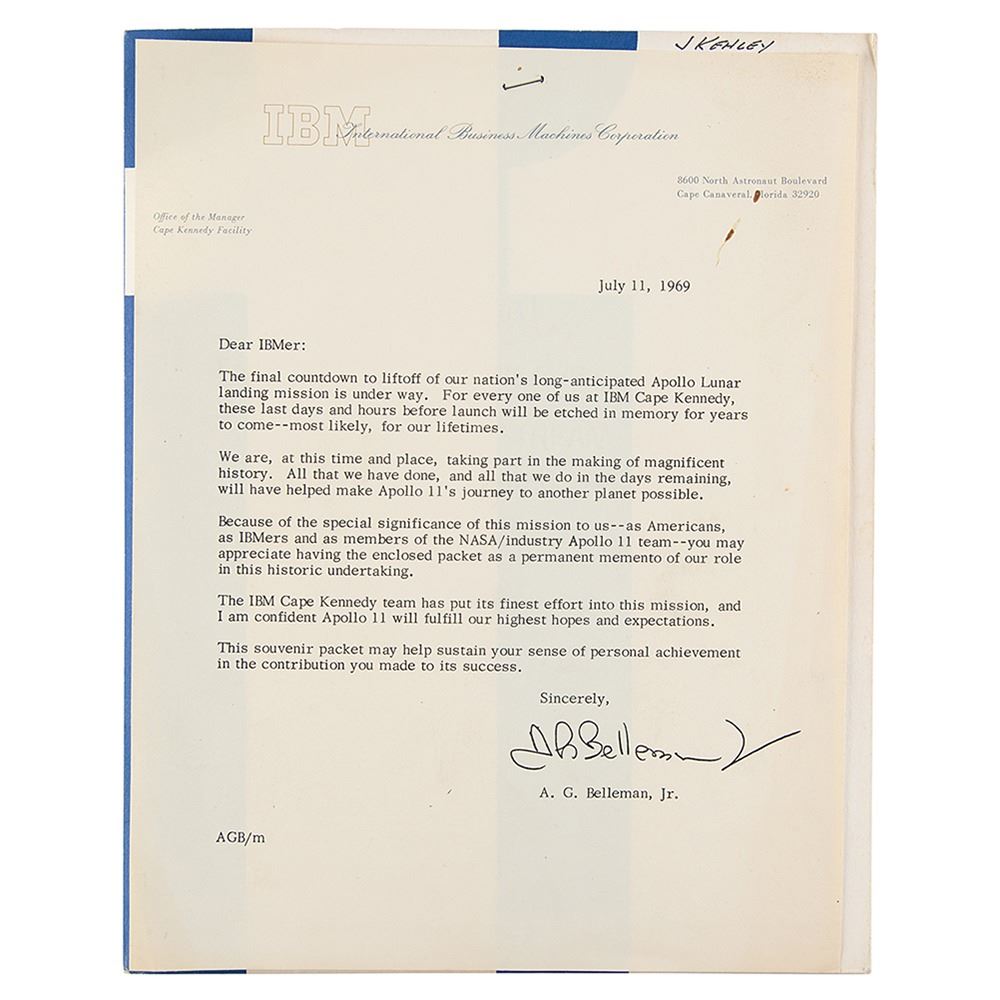 J KENLEY
IBM International Business Machines Corporation
8600 North Astronaut Boulevard
Cape Canaveral, Florida 32920
Office of the Manager
Cape Kennedy Facility
July 11, 1969
Dear IBMer:
The final countdown to liftoff of our nation's long-anticipated Apollo Lunar
landing mission is under way. For every one of us at IBM Cape Kennedy,
these last days and hours before launch will be etched in memory for years
to come--most likely, for our lifetimes.
We are, at this time and place, taking part in the making of magnificent
history. All that we have done, and all that we do in the days remaining,
will have helped make Apollo 11's journey to another planet possible.
Because of the special significance of this mission to us--as Americans,
as IBMers and as members of the NASA/industry Apollo 11 team--you may
appreciate having the enclosed packet as a permanent memento of our role
in this historic undertaking.
The IBM Cape Kennedy team has put its finest effort into this mission, and
I am confident Apollo 11 will fulfill our highest hopes and expectations.
This souvenir packet may help sustain your sense of personal achievement
in the contribution you made to its success.
Sincerely,
A G Belleman Jr
A. G. Belleman, Jr.
AGB/m